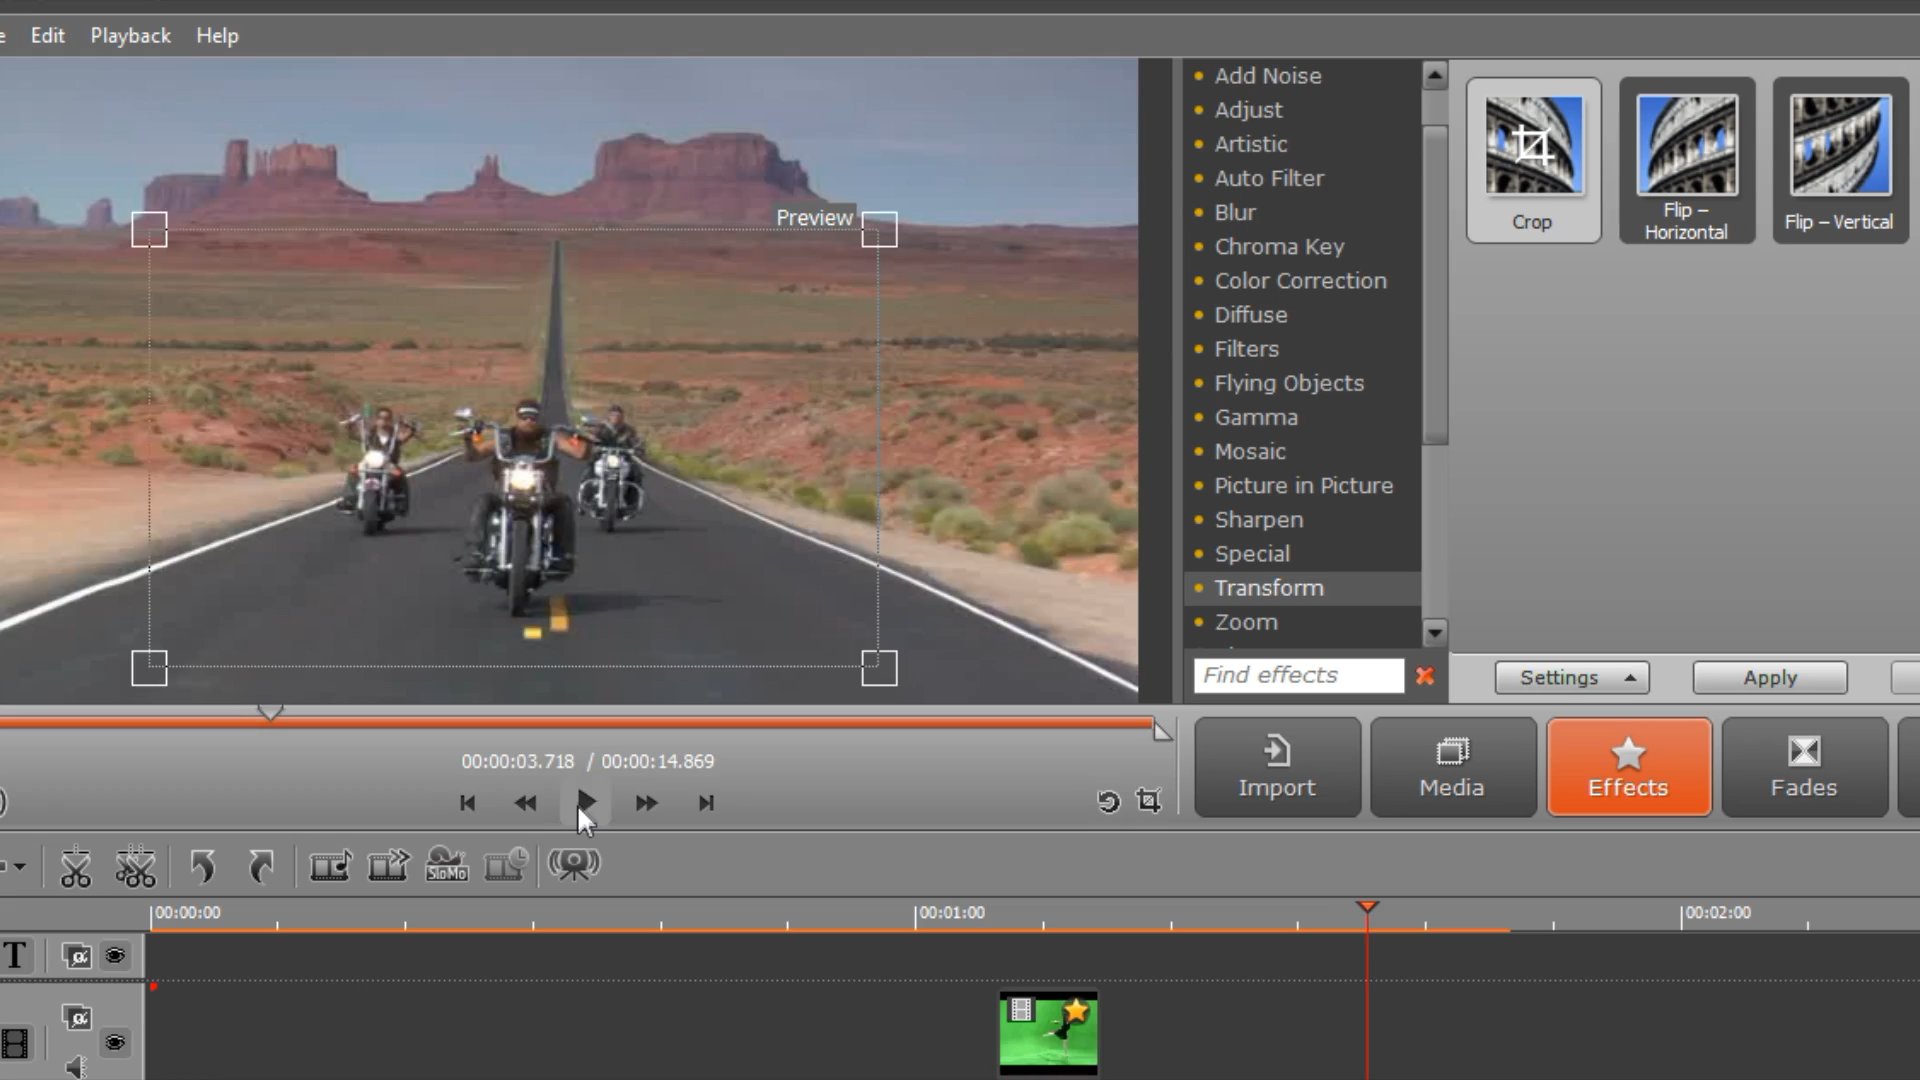 Edit Playback Help
Preview
Add Noise
Adjust
Artistic
Auto Filter
Blur
Chroma Key
Color Correction
Diffuse
Filters
Flying Objects
Gamma
Mosaic
Picture in Picture
Sharpen
Special
Transform
Zoom
Find effects
Crop
Flip – Horizontal
Flip – Vertical
Settings
Apply
00:00:03.718 / 00:00:14.869
Import
Media
Effects
Fades
SloMo
00:00:00
00:01:00
00:02:00
T